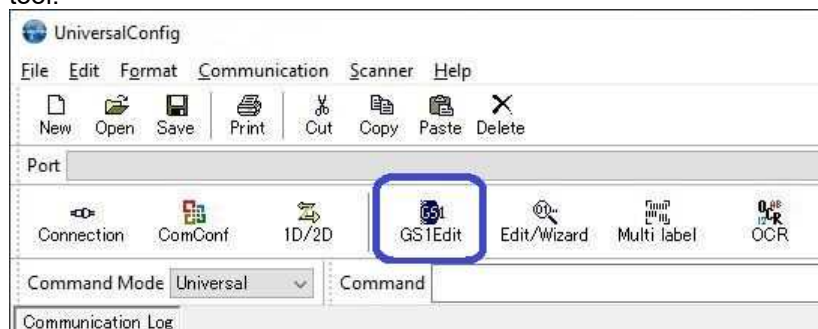 tool.
UniversalConfig
File Edit Format Communication Scanner Help
New Open Save Print Cut Copy Paste Delete
Port
Connection ComConf 1D/2D GS1Edit Edit/Wizard Multi label OCR
Command Mode Universal Command
Communication Log